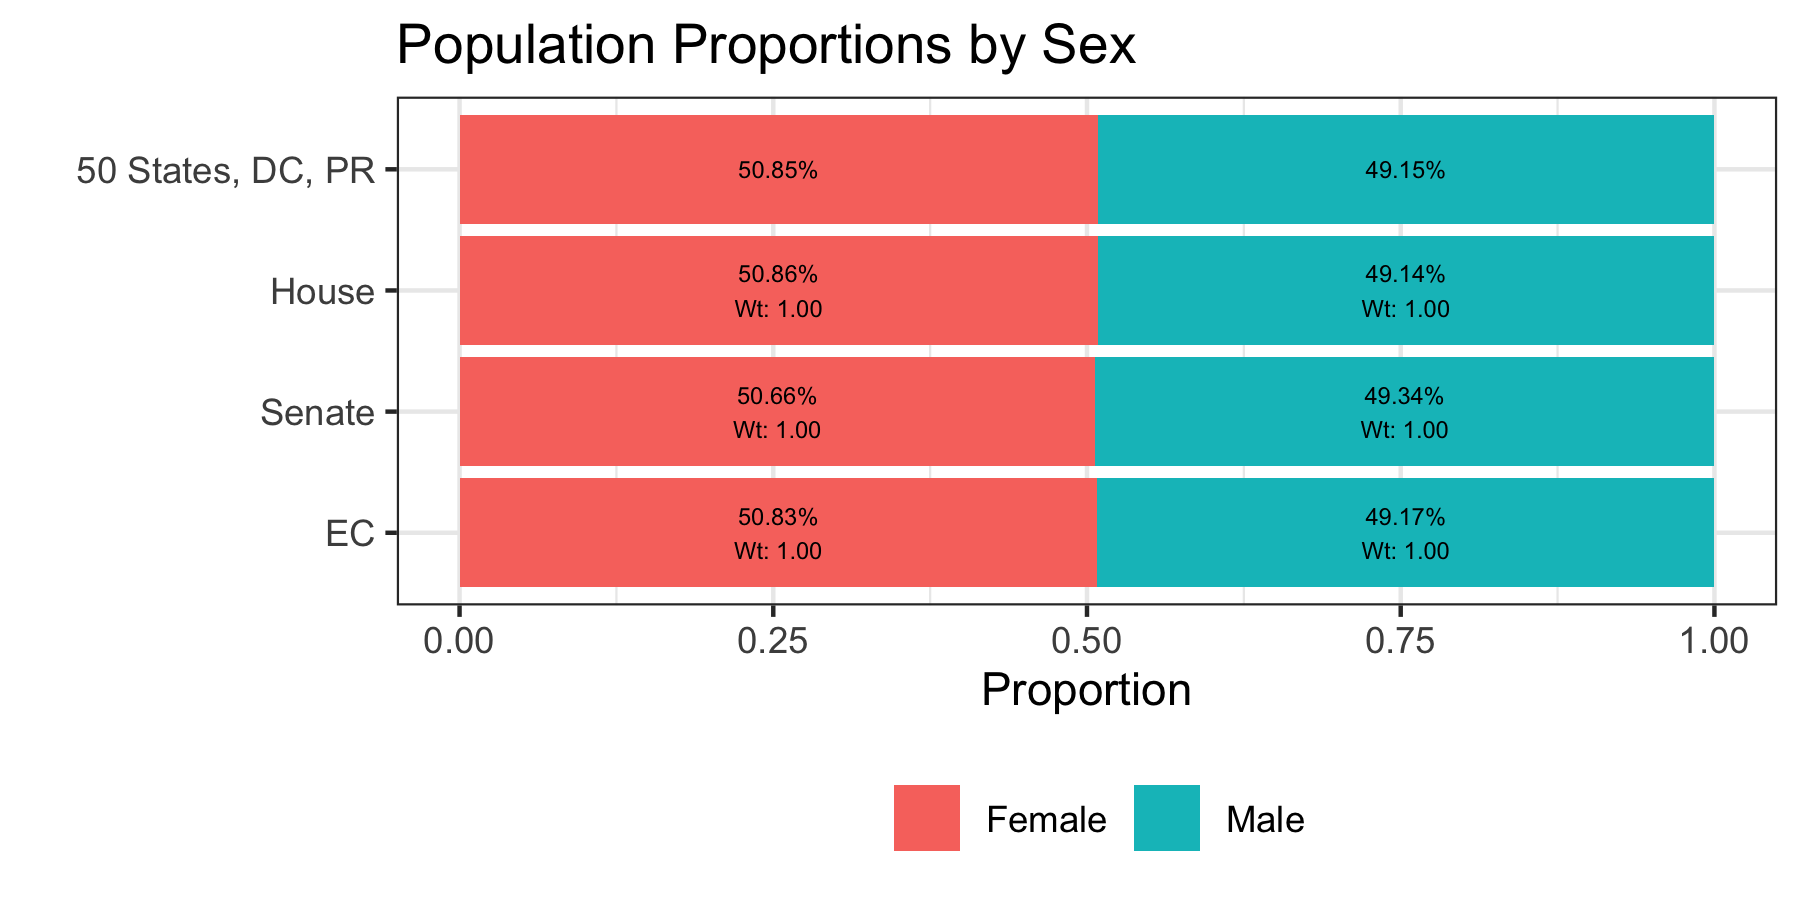 Population Proportions by Sex
50 States, DC, PR
50.85%
49.15%
House
50.86%
Wt: 1.00
49.14%
Wt: 1.00
Senate
50.66%
Wt: 1.00
49.34%
Wt: 1.00
EC
50.83%
Wt: 1.00
49.17%
Wt: 1.00
0.00 0.25 0.50 0.75 1.00
Proportion
Female Male